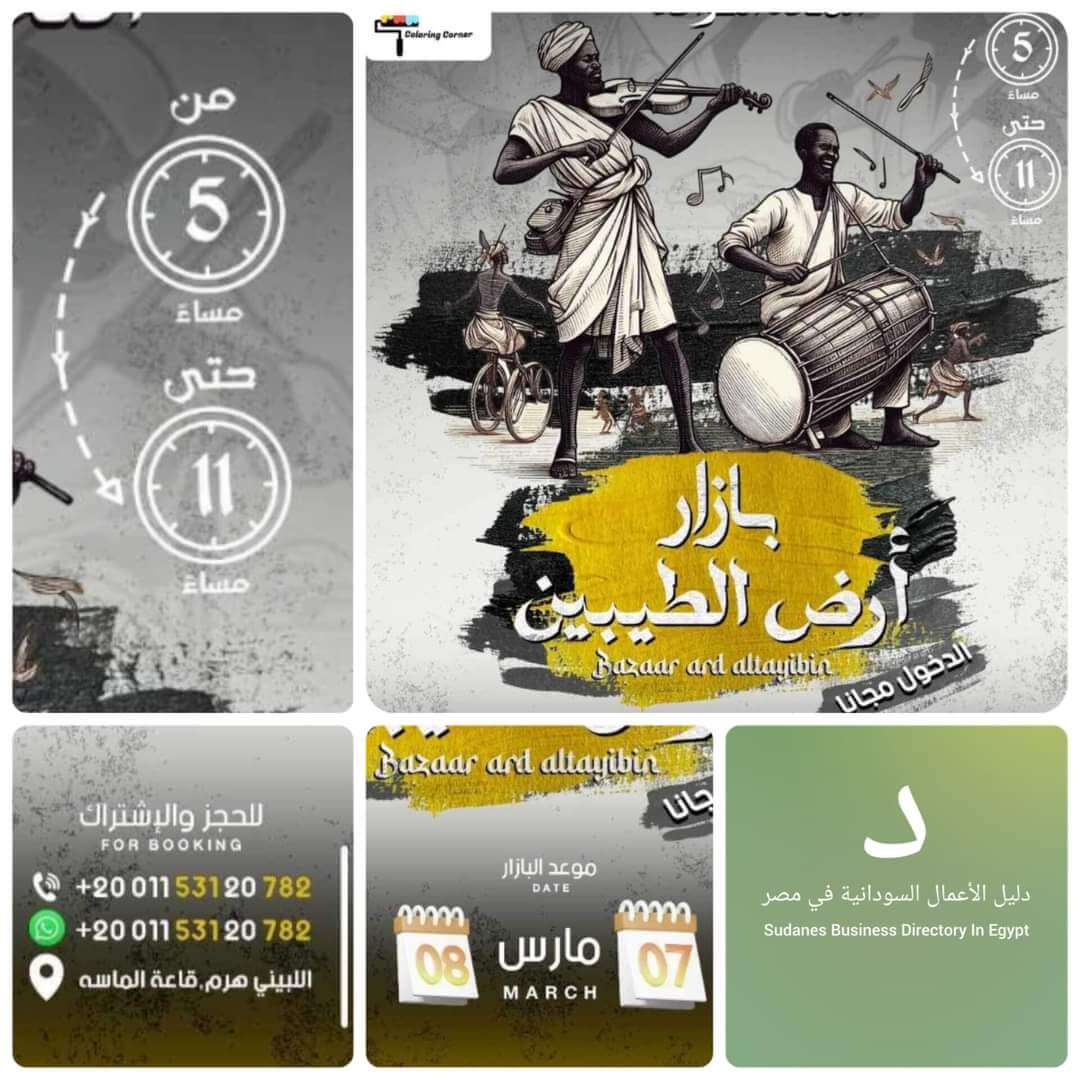 من
5
مساءً
حتى
11
مساءً
Coloring Corner
5
مساءً
حتى
11
مساءً
بازار
أرض الطيبين
Bazaar ard altayibin
الدخول مجانا
للحجز والإشتراك
FOR BOOKING
+20 011 531 20 782
+20 011 531 20 782
اللبيني هرم,قاعة الماسه
Bazaar ard altayibin
مجانا
موعد البازار
DATE
08 مارس 07
MARCH
د
دليل الأعمال السودانية في مصر
Sudanes Business Directory In Egypt